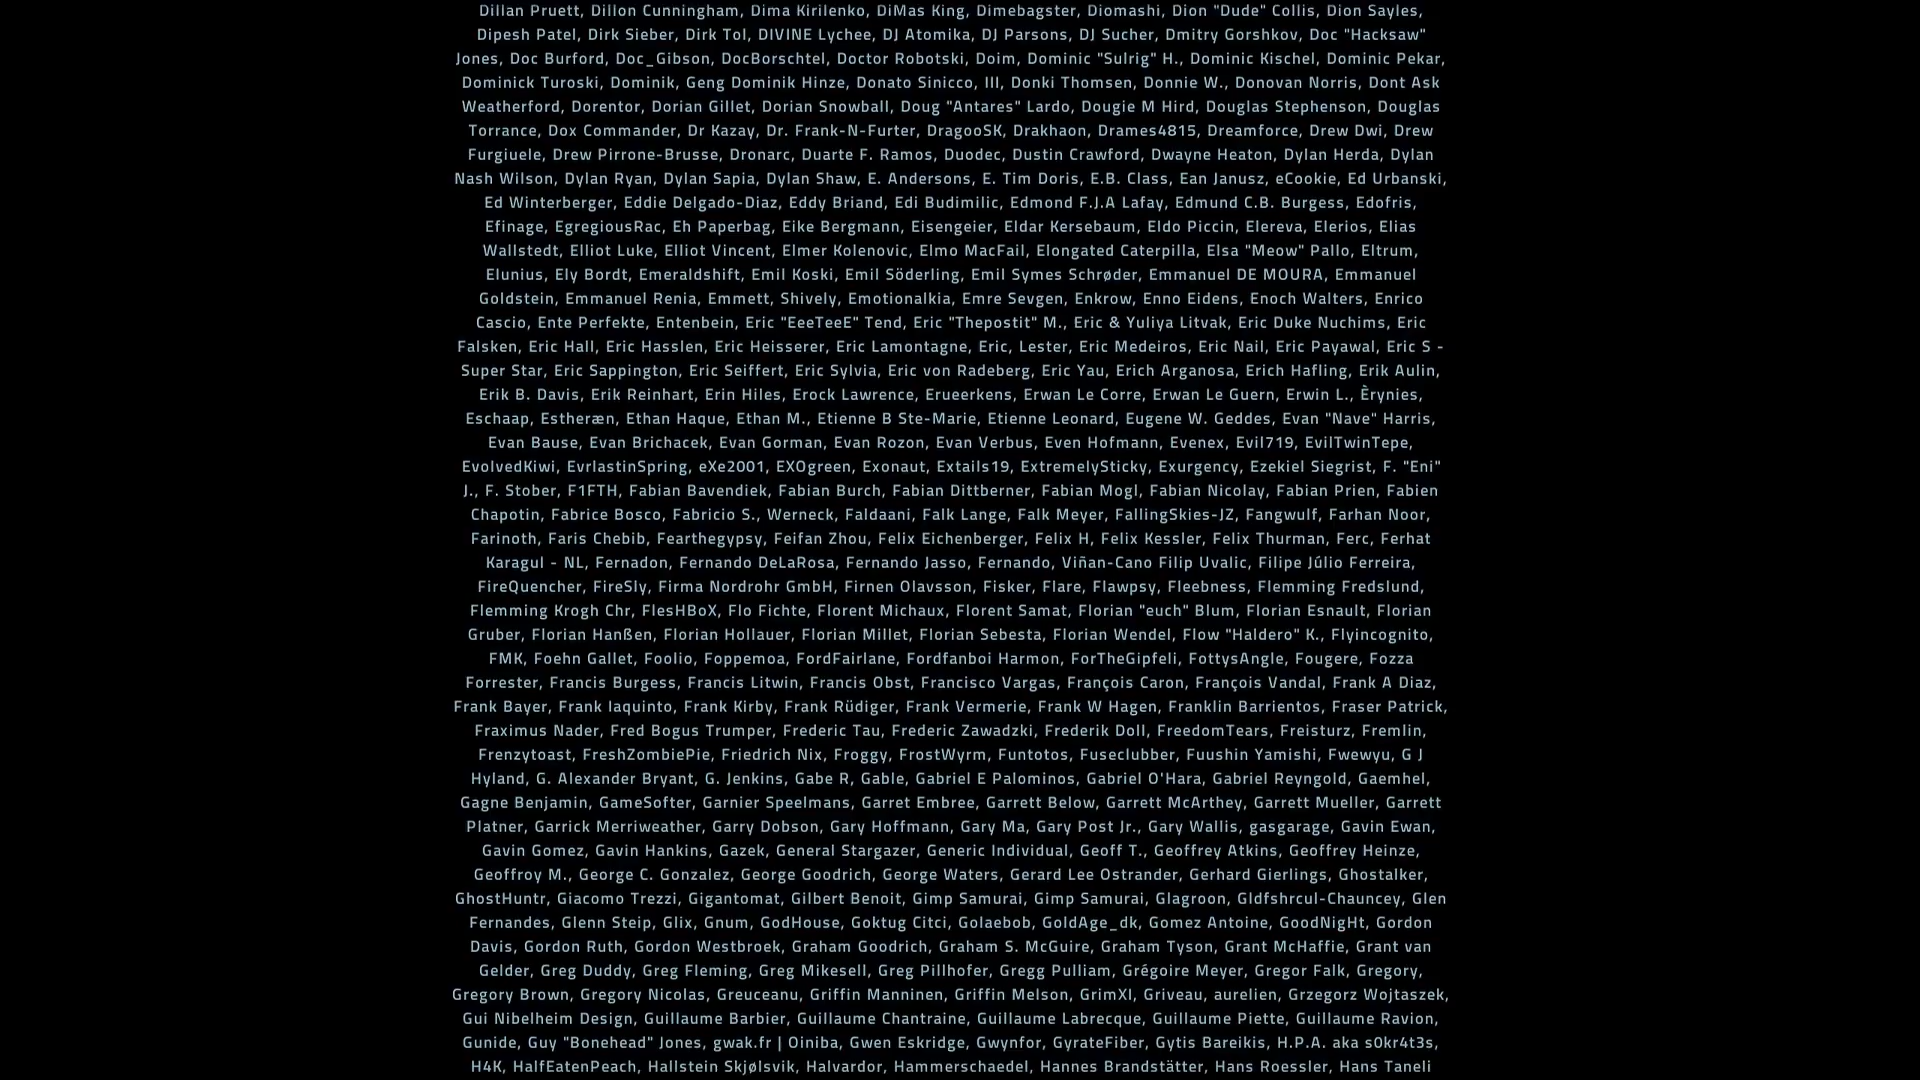 Dillan Pruett, Dillon Cunningham, Dima Kirilenko, DiMas King, Dimebagster, Diomashi, Dion "Dude" Collis, Dion Sayles,
Dipesh Patel, Dirk Sieber, Dirk Tol, DIVINE Lychee, DJ Atomika, DJ Parsons, DJ Sucher, Dmitry Gorshkov, Doc "Hacksaw"
Jones, Doc Burford, Doc_Gibson, DocBorschtel, Doctor Robotski, Doim, Dominic "Sulrig" H., Dominic Kischel, Dominic Pekar,
Dominick Turoski, Dominik, Geng Dominik Hinze, Donato Sinicco, III, Donki Thomsen, Donnie W., Donovan Norris, Dont Ask
Weatherford, Dorentor, Dorian Gillet, Dorian Snowball, Doug "Antares" Lardo, Dougie M Hird, Douglas Stephenson, Douglas
Torrance, Dox Commander, Dr Kazay, Dr. Frank-N-Furter, DragooSK, Drakhaon, Drames4815, Dreamforce, Drew Dwi, Drew
Furgiuele, Drew Pirrone-Brusse, Dronarc, Duarte F. Ramos, Duodec, Dustin Crawford, Dwayne Heaton, Dylan Herda, Dylan
Nash Wilson, Dylan Ryan, Dylan Sapia, Dylan Shaw, E. Andersons, E. Tim Doris, E.B. Class, Ean Janusz, eCookie, Ed Urbanski,
Ed Winterberger, Eddie Delgado-Diaz, Eddy Briand, Edi Budimilic, Edmond F.J.A Lafay, Edmund C.B. Burgess, Edofris,
Efinage, EgregiousRac, Eh Paperbag, Eike Bergmann, Eisengeier, Eldar Kersebaum, Eldo Piccin, Elereva, Elerios, Elias
Wallstedt, Elliot Luke, Elliot Vincent, Elmer Kolenovic, Elmo MacFail, Elongated Caterpilla, Elsa "Meow" Pallo, Eltrum,
Elunius, Ely Bordt, Emeraldshift, Emil Koski, Emil Söderling, Emil Symes Schrøder, Emmanuel DE MOURA, Emmanuel
Goldstein, Emmanuel Renia, Emmett, Shively, Emotionalkia, Emre Sevgen, Enkrow, Enno Eidens, Enoch Walters, Enrico
Cascio, Ente Perfekte, Entenbein, Eric "EeeTeeE" Tend, Eric "Thepostit" M., Eric & Yuliya Litvak, Eric Duke Nuchims, Eric
Falsken, Eric Hall, Eric Hasslen, Eric Heisserer, Eric Lamontagne, Eric, Lester, Eric Medeiros, Eric Nail, Eric Payawal, Eric S -
Super Star, Eric Sappington, Eric Seiffert, Eric Sylvia, Eric von Radeberg, Eric Yau, Erich Arganosa, Erich Hafling, Erik Aulin,
Erik B. Davis, Erik Reinhart, Erin Hiles, Erock Lawrence, Erueerkens, Erwan Le Corre, Erwan Le Guern, Erwin L., Èrynies,
Eschaap, Estheræn, Ethan Haque, Ethan M., Etienne B Ste-Marie, Etienne Leonard, Eugene W. Geddes, Evan "Nave" Harris,
Evan Bause, Evan Brichacek, Evan Gorman, Evan Rozon, Evan Verbus, Even Hofmann, Evenex, Evil719, EvilTwinTepe,
EvolvedKiwi, EvrlastinSpring, eXe2001, EXOgreen, Exonaut, Extails19, ExtremelySticky, Exurgency, Ezekiel Siegrist, F. "Eni"
J., F. Stober, F1FTH, Fabian Bavendiek, Fabian Burch, Fabian Dittberner, Fabian Mogl, Fabian Nicolay, Fabian Prien, Fabien
Chapotin, Fabrice Bosco, Fabricio S., Werneck, Faldaani, Falk Lange, Falk Meyer, FallingSkies-JZ, Fangwulf, Farhan Noor,
Farinoth, Faris Chebib, Fearthegypsy, Feifan Zhou, Felix Eichenberger, Felix H, Felix Kessler, Felix Thurman, Ferc, Ferhat
Karagul - NL, Fernadon, Fernando DeLaRosa, Fernando Jasso, Fernando, Viñan-Cano Filip Uvalic, Filipe Júlio Ferreira,
FireQuencher, FireSly, Firma Nordrohr GmbH, Firnen Olavsson, Fisker, Flare, Flawpsy, Fleebness, Flemming Fredslund,
Flemming Krogh Chr, FlesHBoX, Flo Fichte, Florent Michaux, Florent Samat, Florian "euch" Blum, Florian Esnault, Florian
Gruber, Florian Hanßen, Florian Hollauer, Florian Millet, Florian Sebesta, Florian Wendel, Flow "Haldero" K., Flyincognito,
FMK, Foehn Gallet, Foolio, Foppemoa, FordFairlane, Fordfanboi Harmon, ForTheGipfeli, FottysAngle, Fougere, Fozza
Forrester, Francis Burgess, Francis Litwin, Francis Obst, Francisco Vargas, François Caron, François Vandal, Frank A Diaz,
Frank Bayer, Frank Iaquinto, Frank Kirby, Frank Rüdiger, Frank Vermerie, Frank W Hagen, Franklin Barrientos, Fraser Patrick,
Fraximus Nader, Fred Bogus Trumper, Frederic Tau, Frederic Zawadzki, Frederik Doll, FreedomTears, Freisturz, Fremlin,
Frenzytoast, FreshZombiePie, Friedrich Nix, Froggy, FrostWyrm, Funtotos, Fuseclubber, Fuushin Yamishi, Fwewyu, G J
Hyland, G. Alexander Bryant, G. Jenkins, Gabe R, Gable, Gabriel E Palominos, Gabriel O'Hara, Gabriel Reyngold, Gaemhel,
Gagne Benjamin, GameSofter, Garnier Speelmans, Garret Embree, Garrett Below, Garrett McArthey, Garrett Mueller, Garrett
Platner, Garrick Merriweather, Garry Dobson, Gary Hoffmann, Gary Ma, Gary Post Jr., Gary Wallis, gasgarage, Gavin Ewan,
Gavin Gomez, Gavin Hankins, Gazek, General Stargazer, Generic Individual, Geoff T., Geoffrey Atkins, Geoffrey Heinze,
Geoffroy M., George C. Gonzalez, George Goodrich, George Waters, Gerard Lee Ostrander, Gerhard Gierlings, Ghostalker,
GhostHuntr, Giacomo Trezzi, Gigantomat, Gilbert Benoit, Gimp Samurai, Gimp Samurai, Glagroon, Gldfshrcul-Chauncey, Glen
Fernandes, Glenn Steip, Glix, Gnum, GodHouse, Goktug Citci, Golaebob, GoldAge_dk, Gomez Antoine, GoodNigHt, Gordon
Davis, Gordon Ruth, Gordon Westbroek, Graham Goodrich, Graham S. McGuire, Graham Tyson, Grant McHaffie, Grant van
Gelder, Greg Duddy, Greg Fleming, Greg Mikesell, Greg Pillhofer, Gregg Pulliam, Grégoire Meyer, Gregor Falk, Gregory,
Gregory Brown, Gregory Nicolas, Greuceanu, Griffin Manninen, Griffin Melson, GrimXI, Griveau, aurelien, Grzegorz Wojtaszek,
Gui Nibelheim Design, Guillaume Barbier, Guillaume Chantraine, Guillaume Labrecque, Guillaume Piette, Guillaume Ravion,
Gunide, Guy "Bonehead" Jones, gwak.fr | Oiniba, Gwen Eskridge, Gwynfor, GyrateFiber, Gytis Bareikis, H.P.A. aka s0kr4t3s,
H4K, HalfEatenPeach, Hallstein Skjølsvik, Halvardor, Hammerschaedel, Hannes Brandstätter, Hans Roessler, Hans Taneli